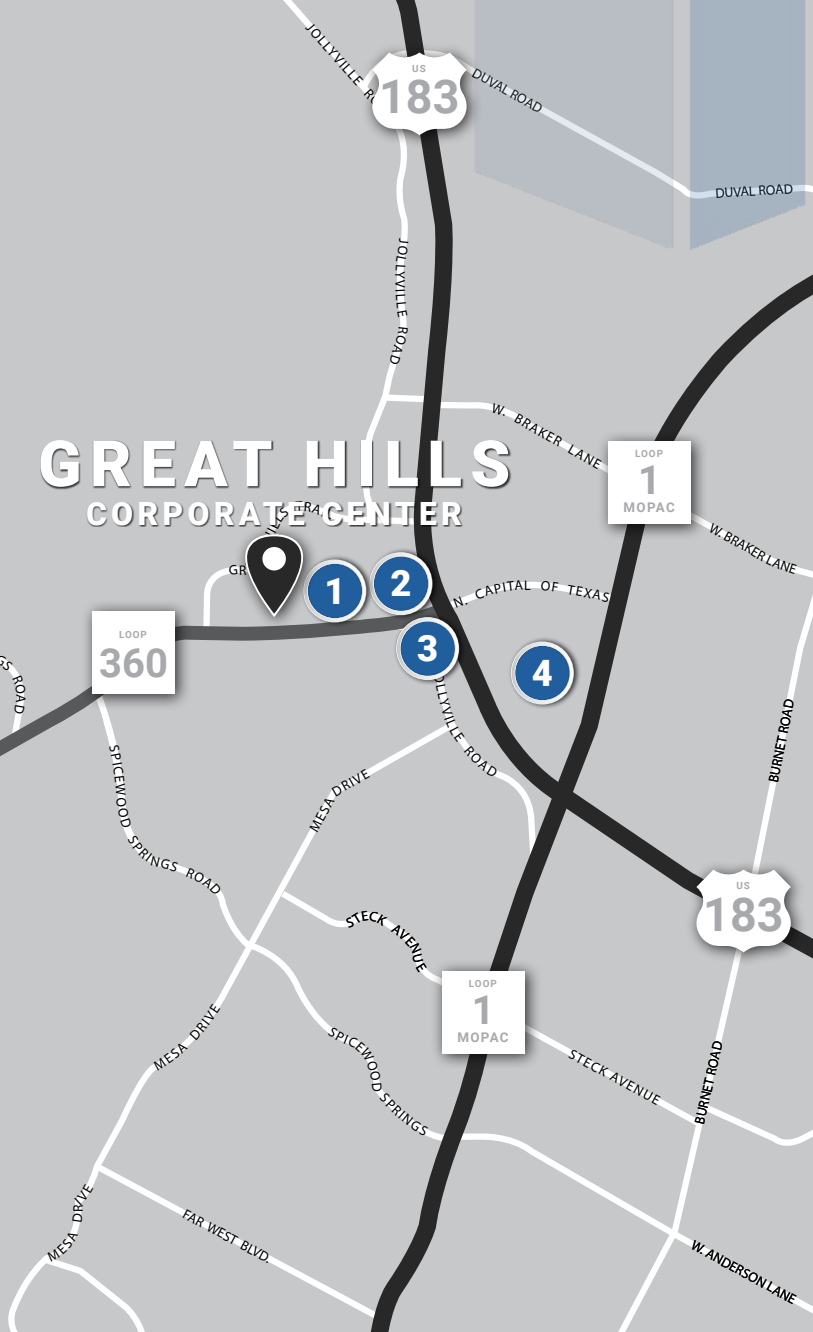 JOLLYVILLE
US
183
DUVAL ROAD
DUVAL ROAD
JOLLYVILLE ROAD
W. BRAKER LANE
LOOP
1
MOPAC
GREAT HILLS
CORPORATE CENTER
W. BRAKER LANE
1
2
N. CAPITAL OF TEXAS
LOOP
360
3
4
ROAD
JOLLYVILLE ROAD
BURNET ROAD
SPICEWOOD SPRINGS ROAD
MESA DRIVE
US
183
STECK AVENUE
LOOP
1
MOPAC
MESA DRIVE
SPICEWOOD SPRINGS
STECK AVENUE
BURNET ROAD
MESA DRIVE
FAR WEST BLVD.
W. ANDERSON LANE